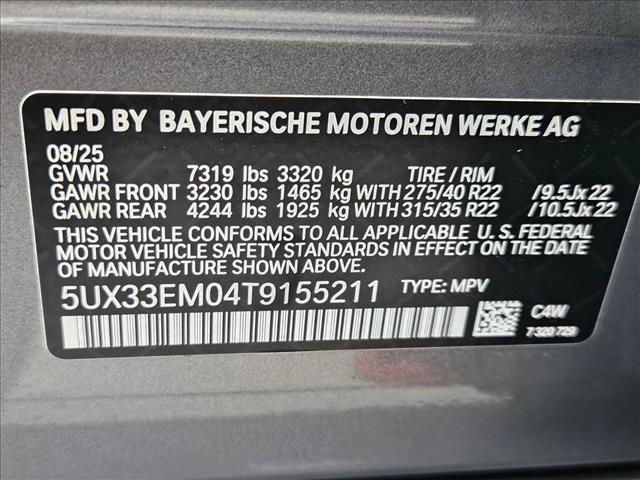 MFD BY BAYERISCHE MOTOREN WERKE AG
08/25
GVWR 7319 lbs 3320 kg TIRE / RIM
GAWR FRONT 3230 lbs 1465 kg WITH 275/40 R22 /9.5Jx22
GAWR REAR 4244 lbs 1925 kg WITH 315/35 R22 /10.5Jx22
THIS VEHICLE CONFORMS TO ALL APPLICABLE U. S. FEDERAL
MOTOR VEHICLE SAFETY STANDARDS IN EFFECT ON THE DATE
OF MANUFACTURE SHOWN ABOVE.
5UX33EM04T9155211 TYPE: MPV
C4W
7 320 729